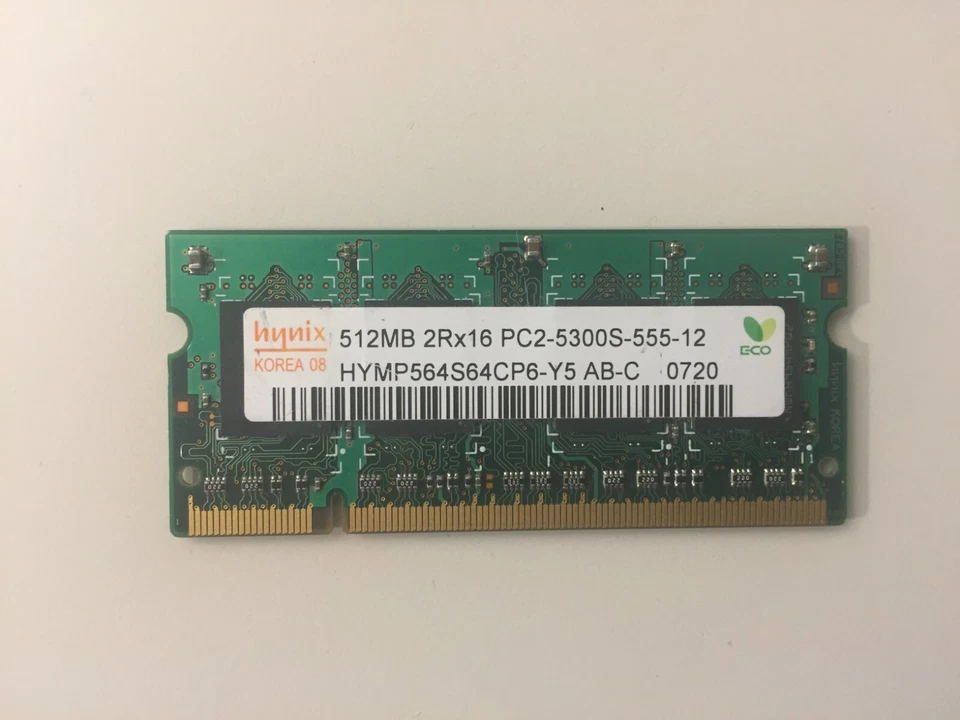 hynix
KOREA 08
512MB 2Rx16 PC2-5300S-555-12
HYMP564S64CP6-Y5 AB-C 0720
ECO